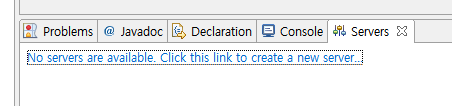 Problems @ Javadoc Declaration Console Servers
No servers are available. Click this link to create a new server...